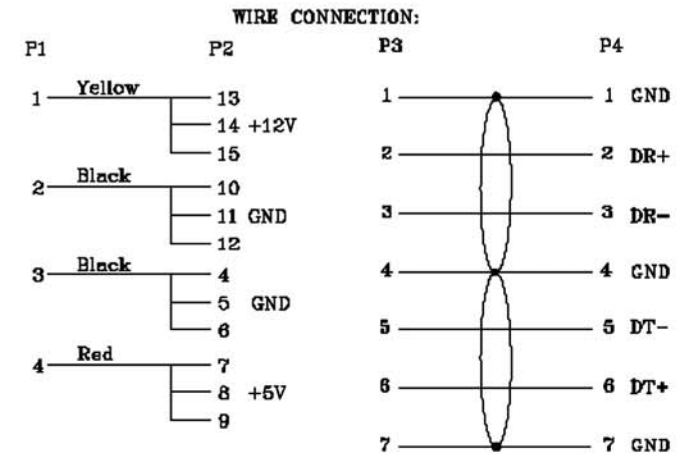 WIRE CONNECTION:
P1 P2 P3 P4
1 Yellow 13 1 1 GND
14 +12V
15 2 2 DR+
2 Black 10
11 GND 3 3 DR-
12
3 Black 4 4 4 GND
5 GND
6 5 5 DT-
4 Red 7
8 +5V 6 6 DT+
9
7 7 GND